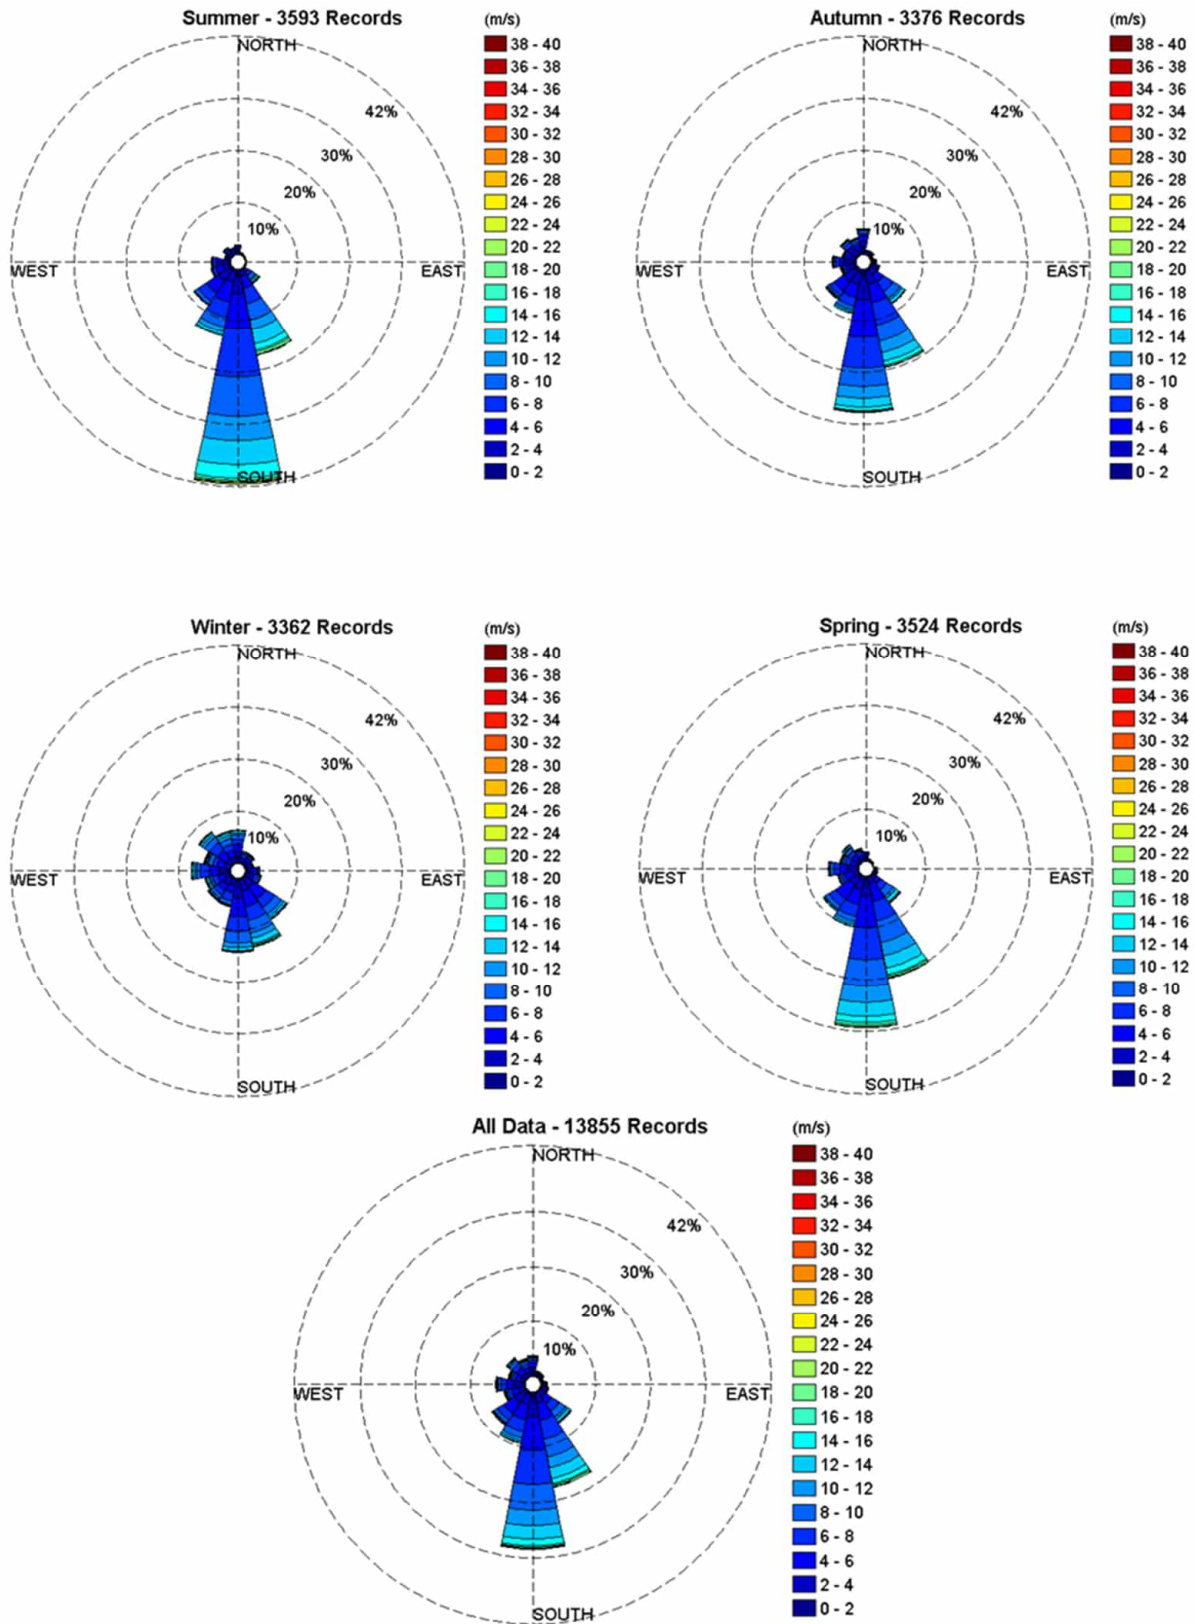 Summer - 3593 Records
(m/s)
NORTH
42%
30%
20%
10%
WEST
EAST
SOUTH
38 - 40
36 - 38
34 - 36
32 - 34
30 - 32
28 - 30
26 - 28
24 - 26
22 - 24
20 - 22
18 - 20
16 - 18
14 - 16
12 - 14
10 - 12
8 - 10
6 - 8
4 - 6
2 - 4
0 - 2
Autumn - 3376 Records
(m/s)
NORTH
42%
30%
20%
10%
WEST
EAST
SOUTH
38 - 40
36 - 38
34 - 36
32 - 34
30 - 32
28 - 30
26 - 28
24 - 26
22 - 24
20 - 22
18 - 20
16 - 18
14 - 16
12 - 14
10 - 12
8 - 10
6 - 8
4 - 6
2 - 4
0 - 2
Winter - 3362 Records
(m/s)
NORTH
42%
30%
20%
10%
WEST
EAST
SOUTH
38 - 40
36 - 38
34 - 36
32 - 34
30 - 32
28 - 30
26 - 28
24 - 26
22 - 24
20 - 22
18 - 20
16 - 18
14 - 16
12 - 14
10 - 12
8 - 10
6 - 8
4 - 6
2 - 4
0 - 2
Spring - 3524 Records
(m/s)
NORTH
42%
30%
20%
10%
WEST
EAST
SOUTH
38 - 40
36 - 38
34 - 36
32 - 34
30 - 32
28 - 30
26 - 28
24 - 26
22 - 24
20 - 22
18 - 20
16 - 18
14 - 16
12 - 14
10 - 12
8 - 10
6 - 8
4 - 6
2 - 4
0 - 2
All Data - 13855 Records
(m/s)
NORTH
42%
30%
20%
10%
WEST
EAST
SOUTH
38 - 40
36 - 38
34 - 36
32 - 34
30 - 32
28 - 30
26 - 28
24 - 26
22 - 24
20 - 22
18 - 20
16 - 18
14 - 16
12 - 14
10 - 12
8 - 10
6 - 8
4 - 6
2 - 4
0 - 2